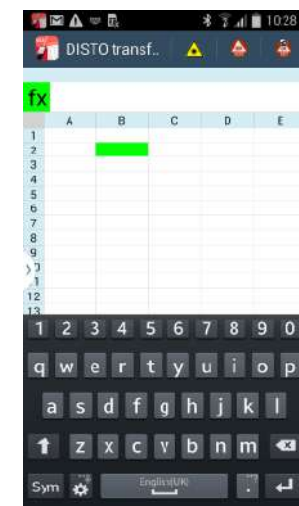 10:28
DISTO transf..
fx
A B C D E
1
2
3
4
5
6
7
8
9
12
13
1 2 3 4 5 6 7 8 9 0
q w e r t y u i o p
a s d f g h j k l
z x c v b n m
Sym English(UK) .